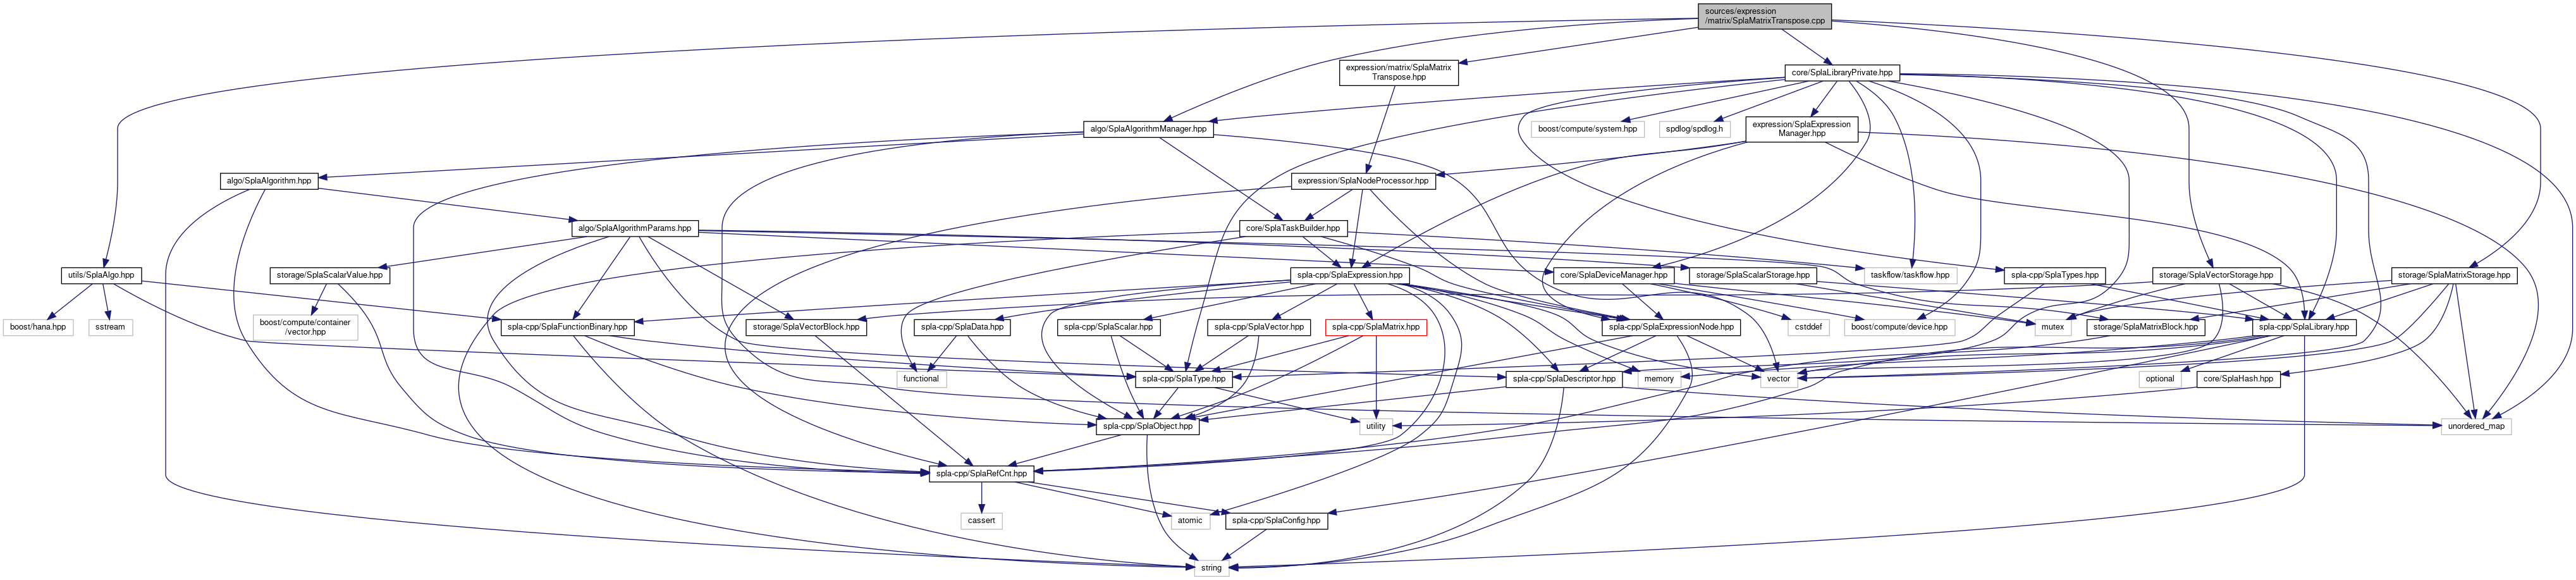 sources/expression
/matrix/SplaMatrixTranspose.cpp
expression/matrix/SplaMatrix
Transpose.hpp
core/SplaLibraryPrivate.hpp
algo/SplaAlgorithmManager.hpp
boost/compute/system.hpp
spdlog/spdlog.h
expression/SplaExpression
Manager.hpp
algo/SplaAlgorithm.hpp
expression/SplaNodeProcessor.hpp
algo/SplaAlgorithmParams.hpp
core/SplaTaskBuilder.hpp
utils/SplaAlgo.hpp
storage/SplaScalarValue.hpp
spla-cpp/SplaExpression.hpp
core/SplaDeviceManager.hpp
storage/SplaScalarStorage.hpp
taskflow/taskflow.hpp
spla-cpp/SplaTypes.hpp
storage/SplaVectorStorage.hpp
storage/SplaMatrixStorage.hpp
boost/hana.hpp
sstream
boost/compute/container
/vector.hpp
spla-cpp/SplaFunctionBinary.hpp
storage/SplaVectorBlock.hpp
spla-cpp/SplaData.hpp
spla-cpp/SplaScalar.hpp
spla-cpp/SplaVector.hpp
spla-cpp/SplaMatrix.hpp
spla-cpp/SplaExpressionNode.hpp
cstddef
boost/compute/device.hpp
mutex
storage/SplaMatrixBlock.hpp
spla-cpp/SplaLibrary.hpp
functional
spla-cpp/SplaType.hpp
spla-cpp/SplaDescriptor.hpp
memory
vector
optional
core/SplaHash.hpp
spla-cpp/SplaObject.hpp
utility
unordered_map
spla-cpp/SplaRefCnt.hpp
cassert
atomic
spla-cpp/SplaConfig.hpp
string